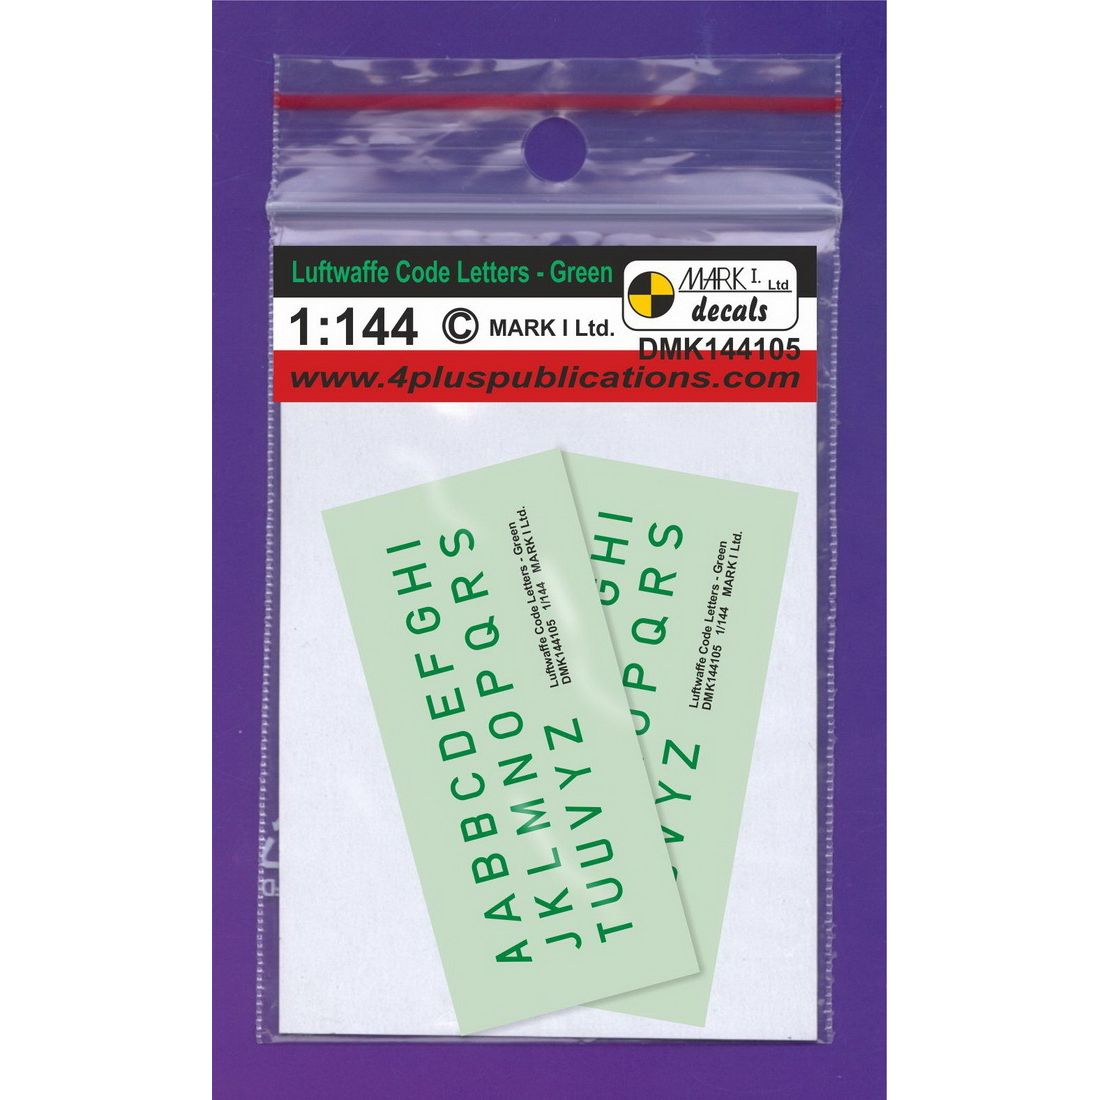 Luftwaffe Code Letters - Green
MARK I. Ltd
decals
1:144 © MARK I Ltd.
DMK144105
www.4pluspublications.com
AABBCDEFGHI
JKLMNOPQRS
TUUVYZ
Luftwaffe Code Letters - Green
DMK144105 1/144 MARK I Ltd.
GHI
PQRS
VYZ
Luftwaffe Code Letters - Green
DMK144105 1/144 MARK I Ltd.